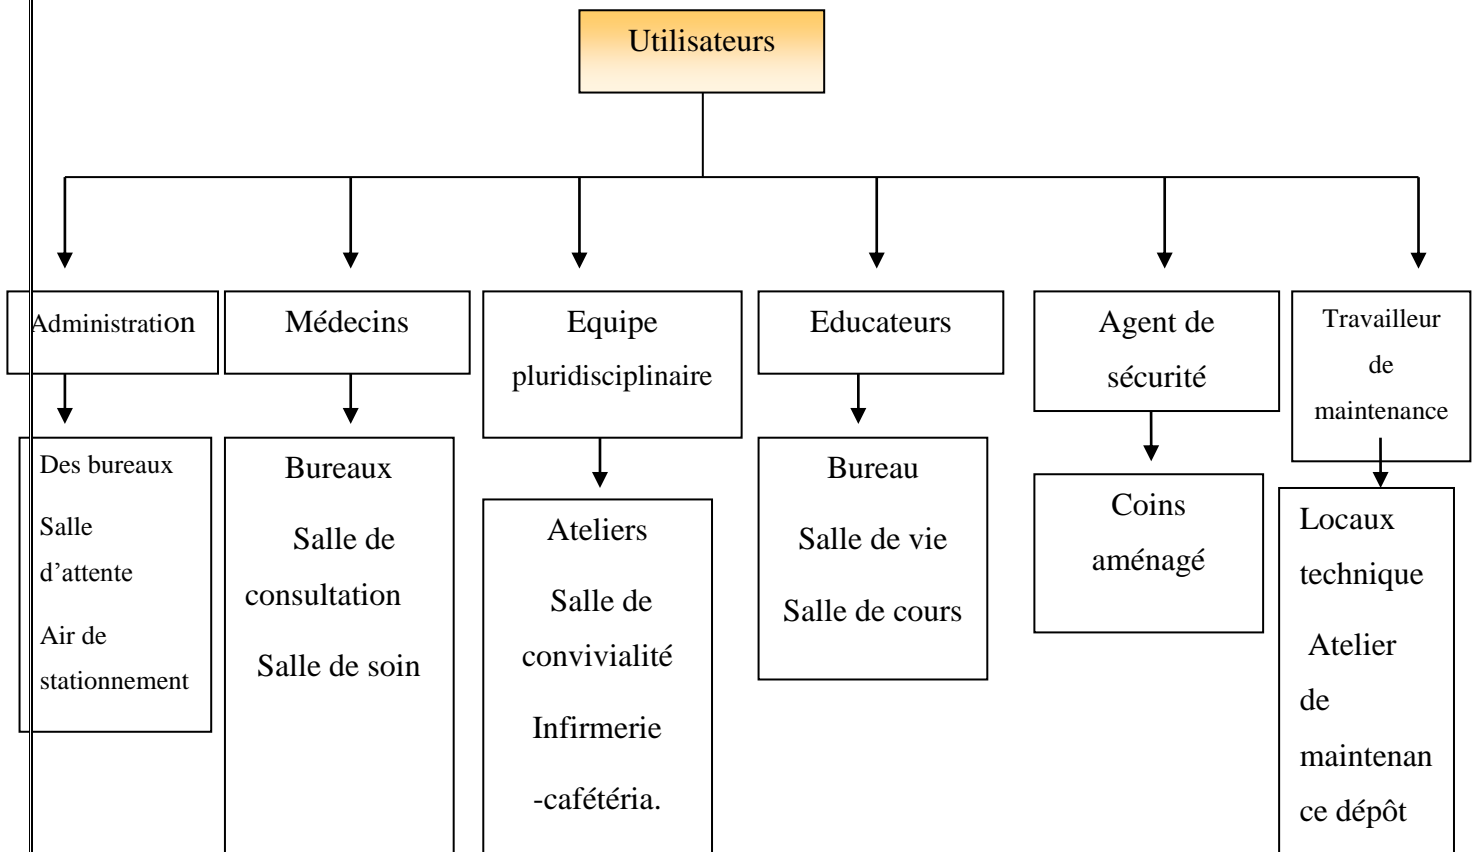 Utilisateurs
Administration
Médecins
Equipe
pluridisciplinaire
Educateurs
Agent de
sécurité
Travailleur
de
maintenance
Des bureaux
Salle
d’attente
Air de
stationnement
Bureaux
Salle de
consultation
Salle de soin
Ateliers
Salle de
convivialité
Infirmerie
-cafétéria.
Bureau
Salle de vie
Salle de cours
Coins
aménagé
Locaux
technique
Atelier
de
maintenan
ce dépôt